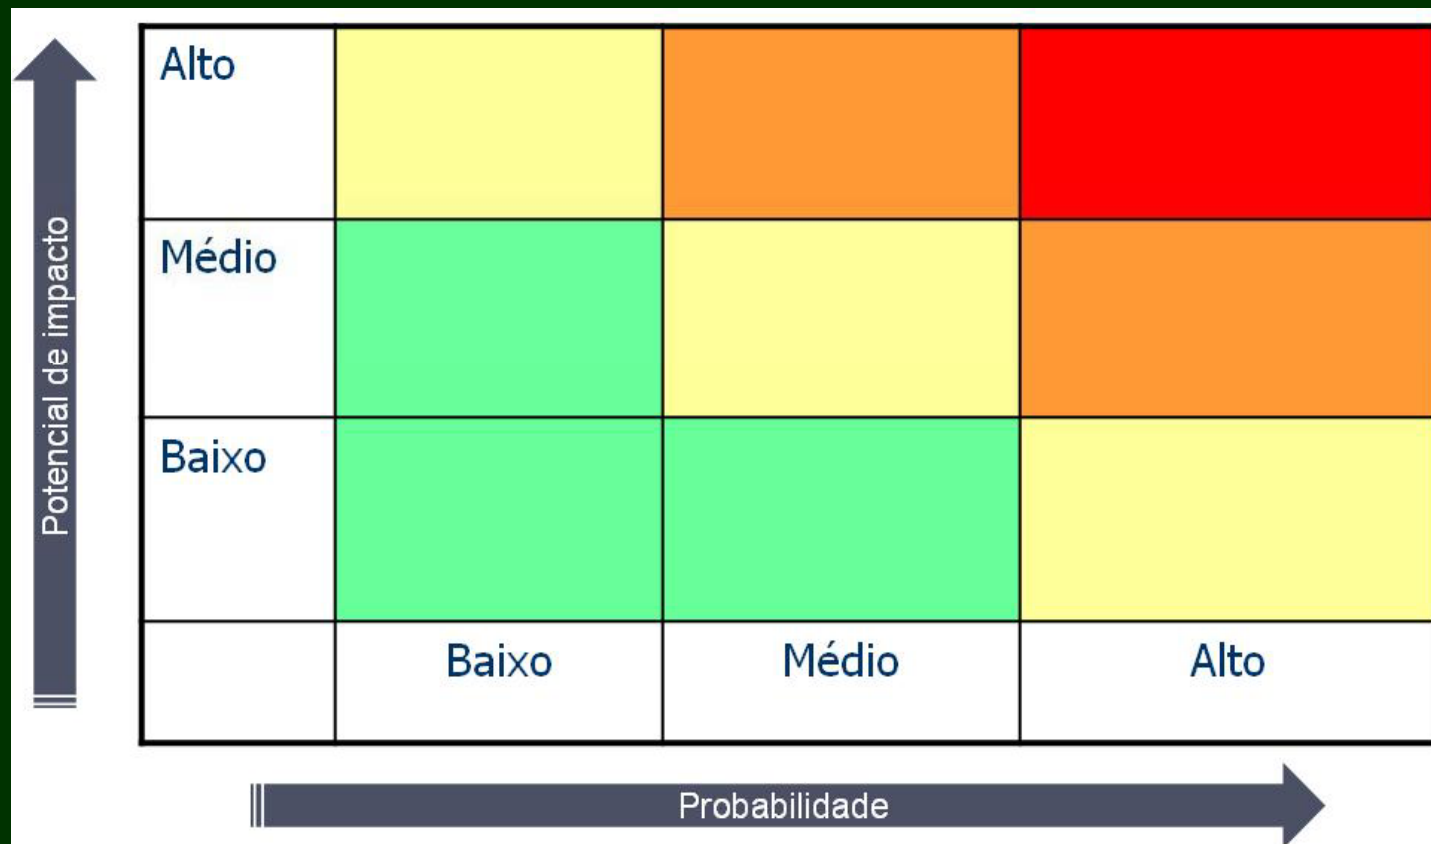 Potencial de impacto
Alto
Médio
Baixo
Baixo Médio Alto
Probabilidade